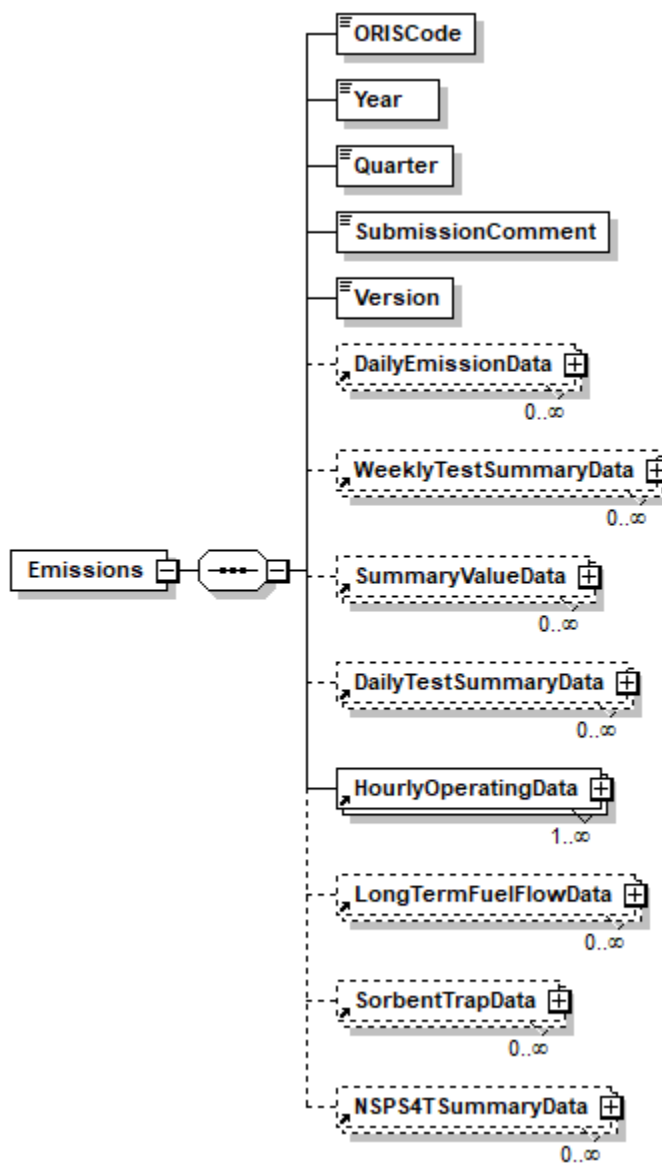 ORISCode
Year
Quarter
SubmissionComment
Version
DailyEmissionData
0..∞
WeeklyTestSummaryData
0..∞
Emissions
SummaryValueData
0..∞
DailyTestSummaryData
0..∞
HourlyOperatingData
1..∞
LongTermFuelFlowData
0..∞
SorbentTrapData
0..∞
NSPS4TSummaryData
0..∞